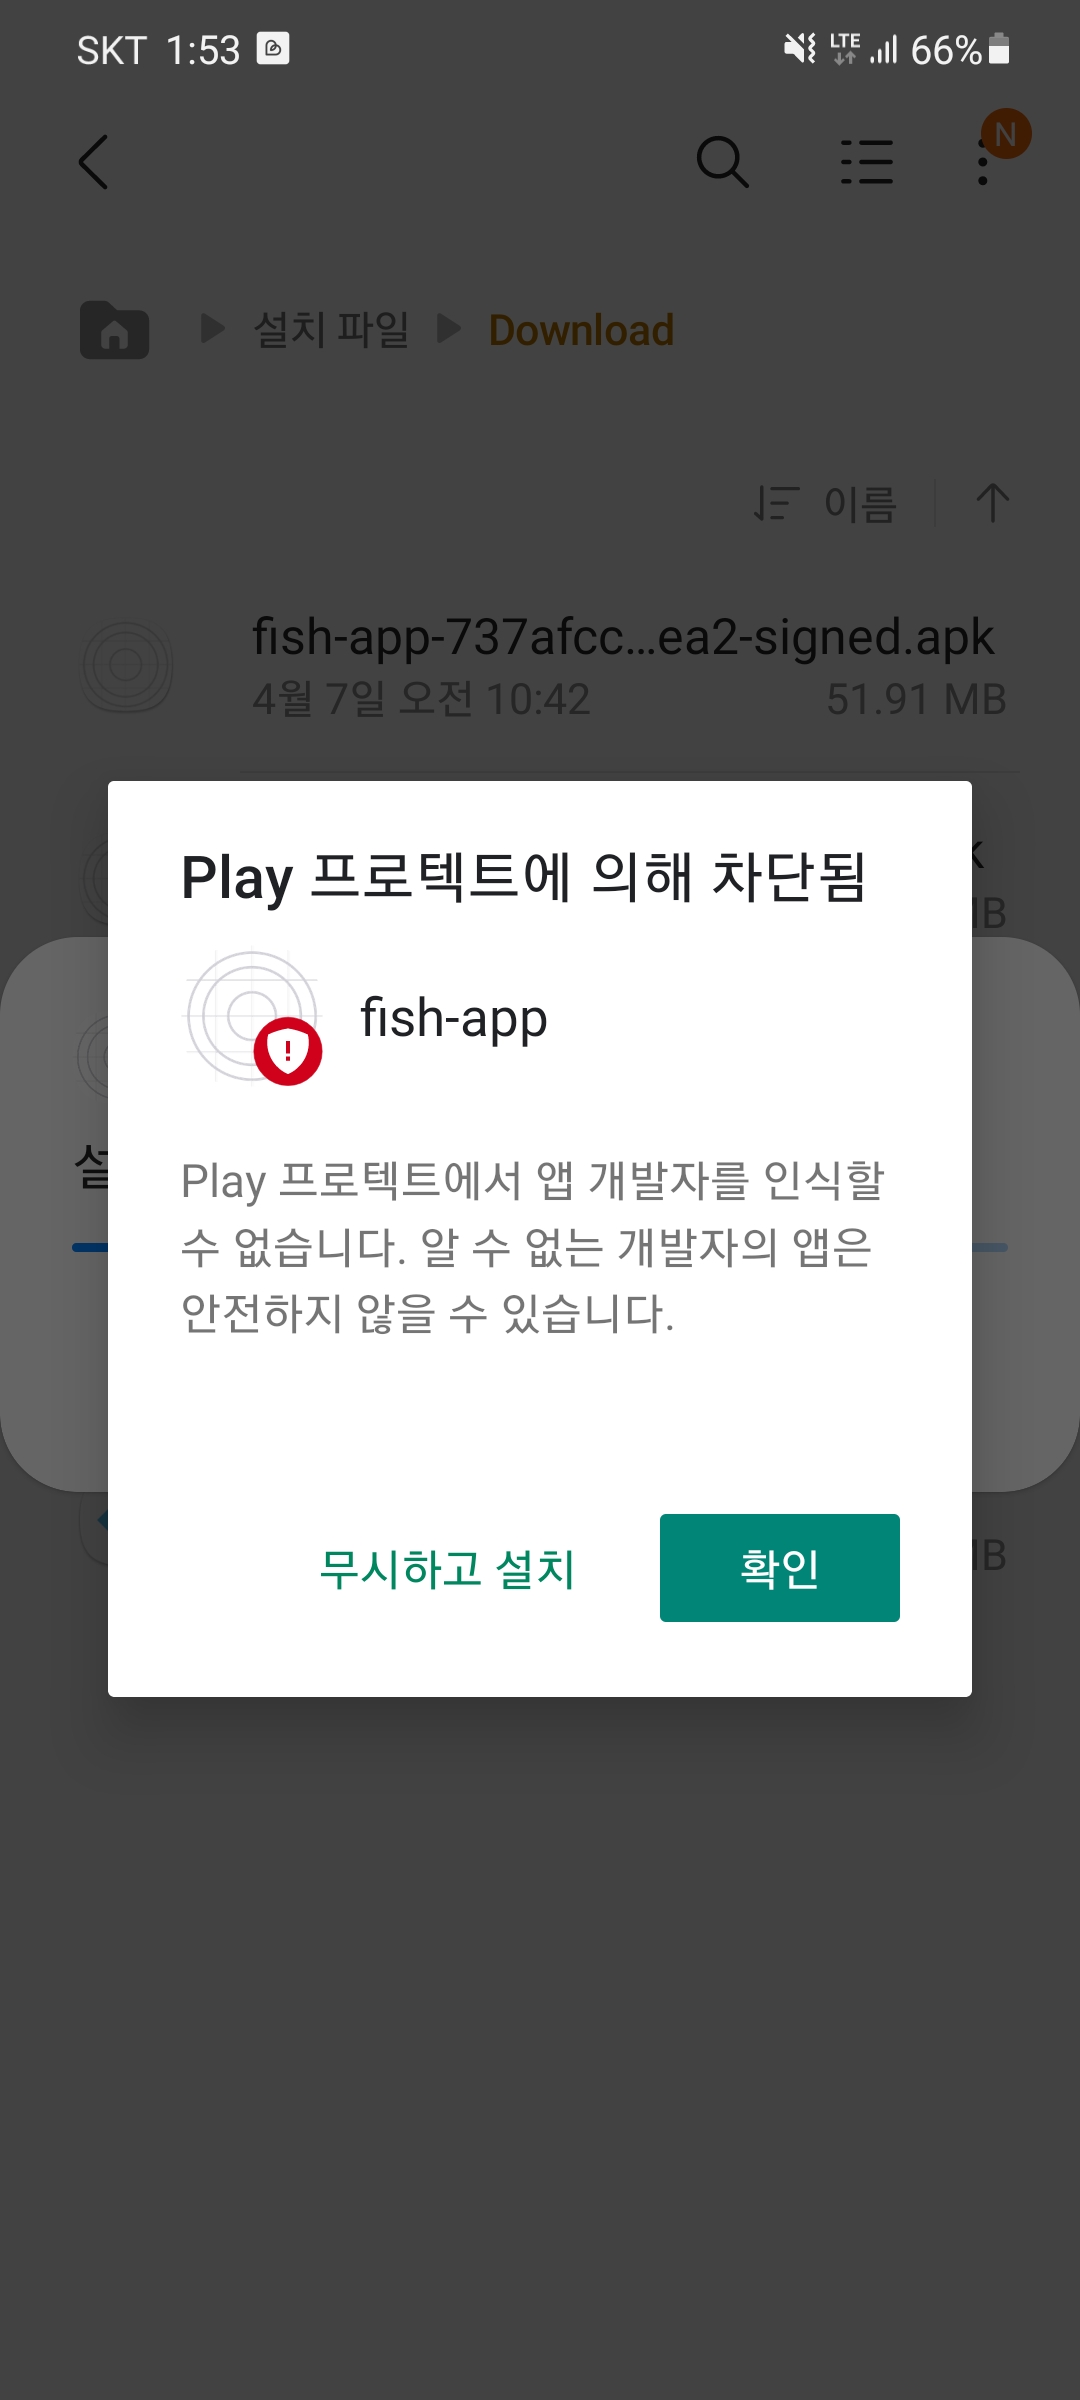 SKT 1:53
LTE 66%
N
설치 파일 Download
이름
fish-app-737afcc...ea2-signed.apk
4월 7일 오전 10:42 51.91 MB
Play 프로텍트에 의해 차단됨
fish-app
Play 프로텍트에서 앱 개발자를 인식할
수 없습니다. 알 수 없는 개발자의 앱은
안전하지 않을 수 있습니다.
무시하고 설치 확인